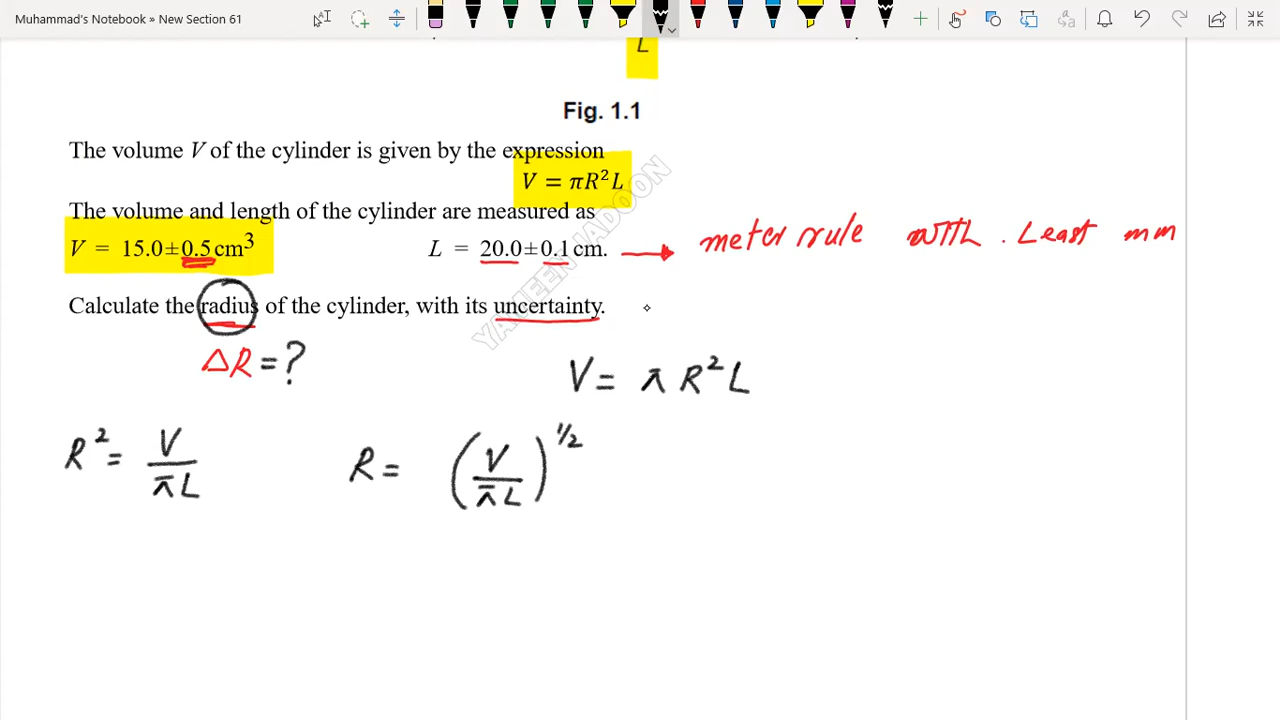 Muhammad's Notebook » New Section 61
L
Fig. 1.1
The volume V of the cylinder is given by the expression
V = πR²L
The volume and length of the cylinder are measured as
V = 15.0±0.5 cm³ L = 20.0±0.1 cm. → meter rule with . Least mm
Calculate the radius of the cylinder, with its uncertainty.
ΔR = ?
V = π R² L
R² = V/πL R = (V/πL)^1/2
YAMEEN JADOON